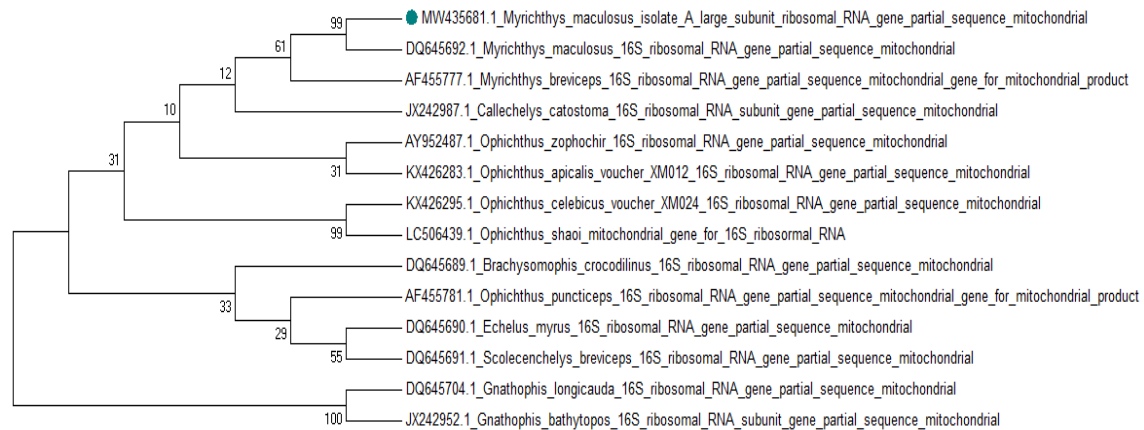 99
MW435681.1_Myrichthys_maculosus_isolate_A_large_subunit_ribosomal_RNA_gene_partial_sequence_mitochondrial
61
DQ645692.1_Myrichthys_maculosus_16S_ribosomal_RNA_gene_partial_sequence_mitochondrial
12
AF455777.1_Myrichthys_breviceps_16S_ribosomal_RNA_gene_partial_sequence_mitochondrial_gene_for_mitochondrial_product
10
JX242987.1_Callechelys_catostoma_16S_ribosomal_RNA_subunit_gene_partial_sequence_mitochondrial
AY952487.1_Ophichthus_zophochir_16S_ribosomal_RNA_gene_partial_sequence_mitochondrial
31
31
KX426283.1_Ophichthus_apicalis_voucher_XM012_16S_ribosomal_RNA_gene_partial_sequence_mitochondrial
KX426295.1_Ophichthus_celebicus_voucher_XM024_16S_ribosomal_RNA_gene_partial_sequence_mitochondrial
99
LC506439.1_Ophichthus_shaoi_mitochondrial_gene_for_16S_ribosormal_RNA
DQ645689.1_Brachysomophis_crocodilinus_16S_ribosomal_RNA_gene_partial_sequence_mitochondrial
33
AF455781.1_Ophichthus_puncticeps_16S_ribosomal_RNA_gene_partial_sequence_mitochondrial_gene_for_mitochondrial_product
29
DQ645690.1_Echelus_myrus_16S_ribosomal_RNA_gene_partial_sequence_mitochondrial
55
DQ645691.1_Scolecenchelys_breviceps_16S_ribosomal_RNA_gene_partial_sequence_mitochondrial
DQ645704.1_Gnathophis_longicauda_16S_ribosomal_RNA_gene_partial_sequence_mitochondrial
100
JX242952.1_Gnathophis_bathytopos_16S_ribosomal_RNA_subunit_gene_partial_sequence_mitochondrial